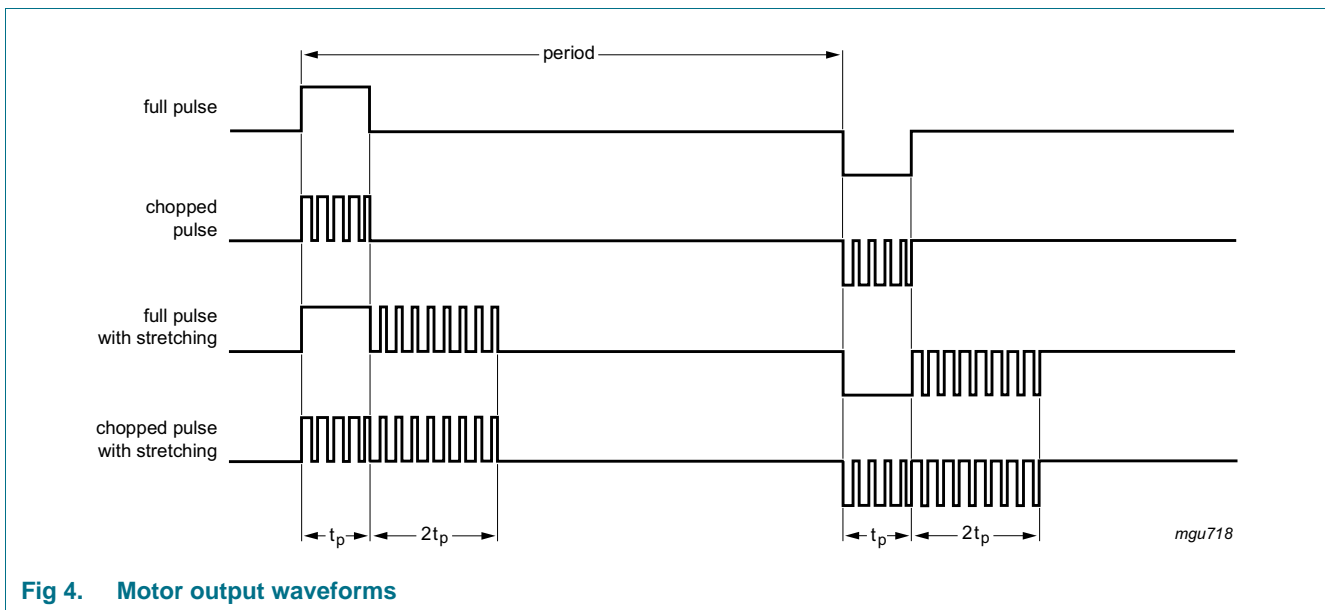 period
full pulse
chopped
pulse
full pulse
with stretching
chopped pulse
with stretching
tp
2tp
tp
2tp
mgu718
Fig 4. Motor output waveforms